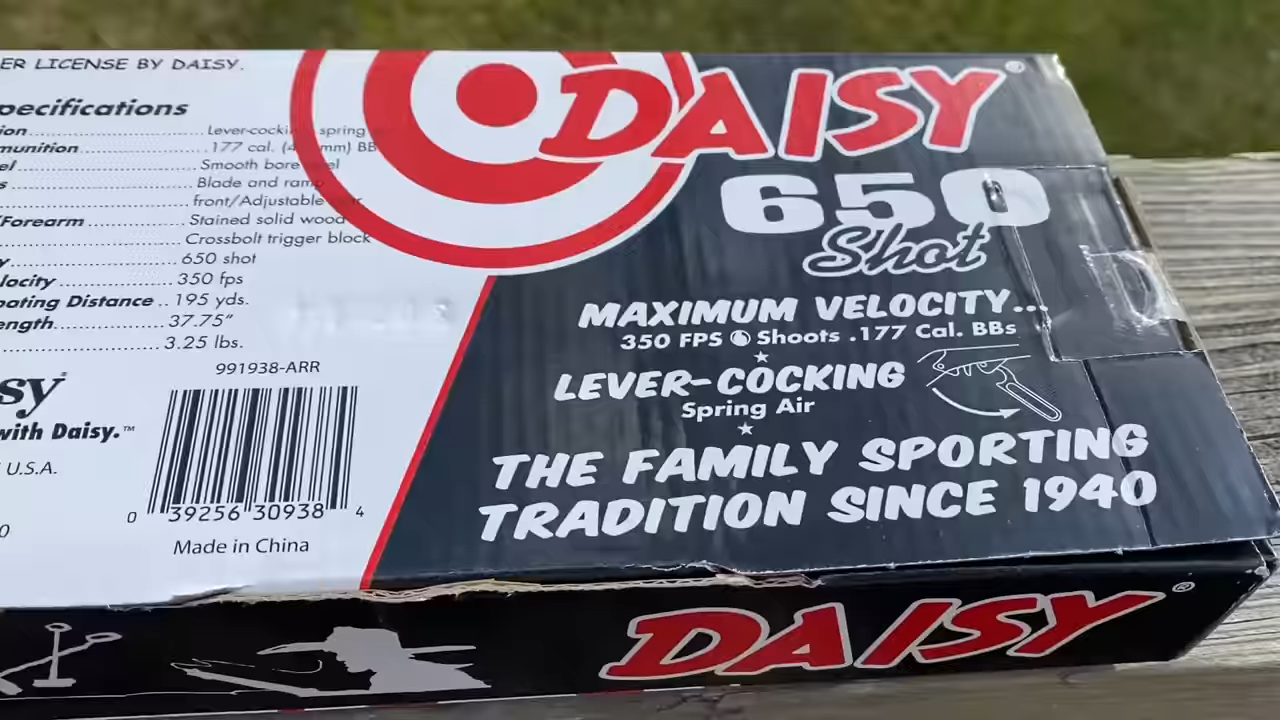 ER LICENSE BY DAISY.
pecifications
ion Lever-cocking spring
munition .177 cal. mm) BB
el Smooth bore
s Blade and ramp
front/Adjustable
/Forearm Stained solid wood
Crossbolt trigger block
y 650 shot
locity 350 fps
ooting Distance .. 195 yds.
ength 37.75"
3.25 lbs.
991938-ARR
sy®
with Daisy.™
U.S.A.
0
0 39256 30938 4
Made in China
DAISY®
650
Shot
MAXIMUM VELOCITY...
350 FPS Shoots .177 Cal. BBs
LEVER-COCKING
Spring Air
THE FAMILY SPORTING
TRADITION SINCE 1940
DAISY®